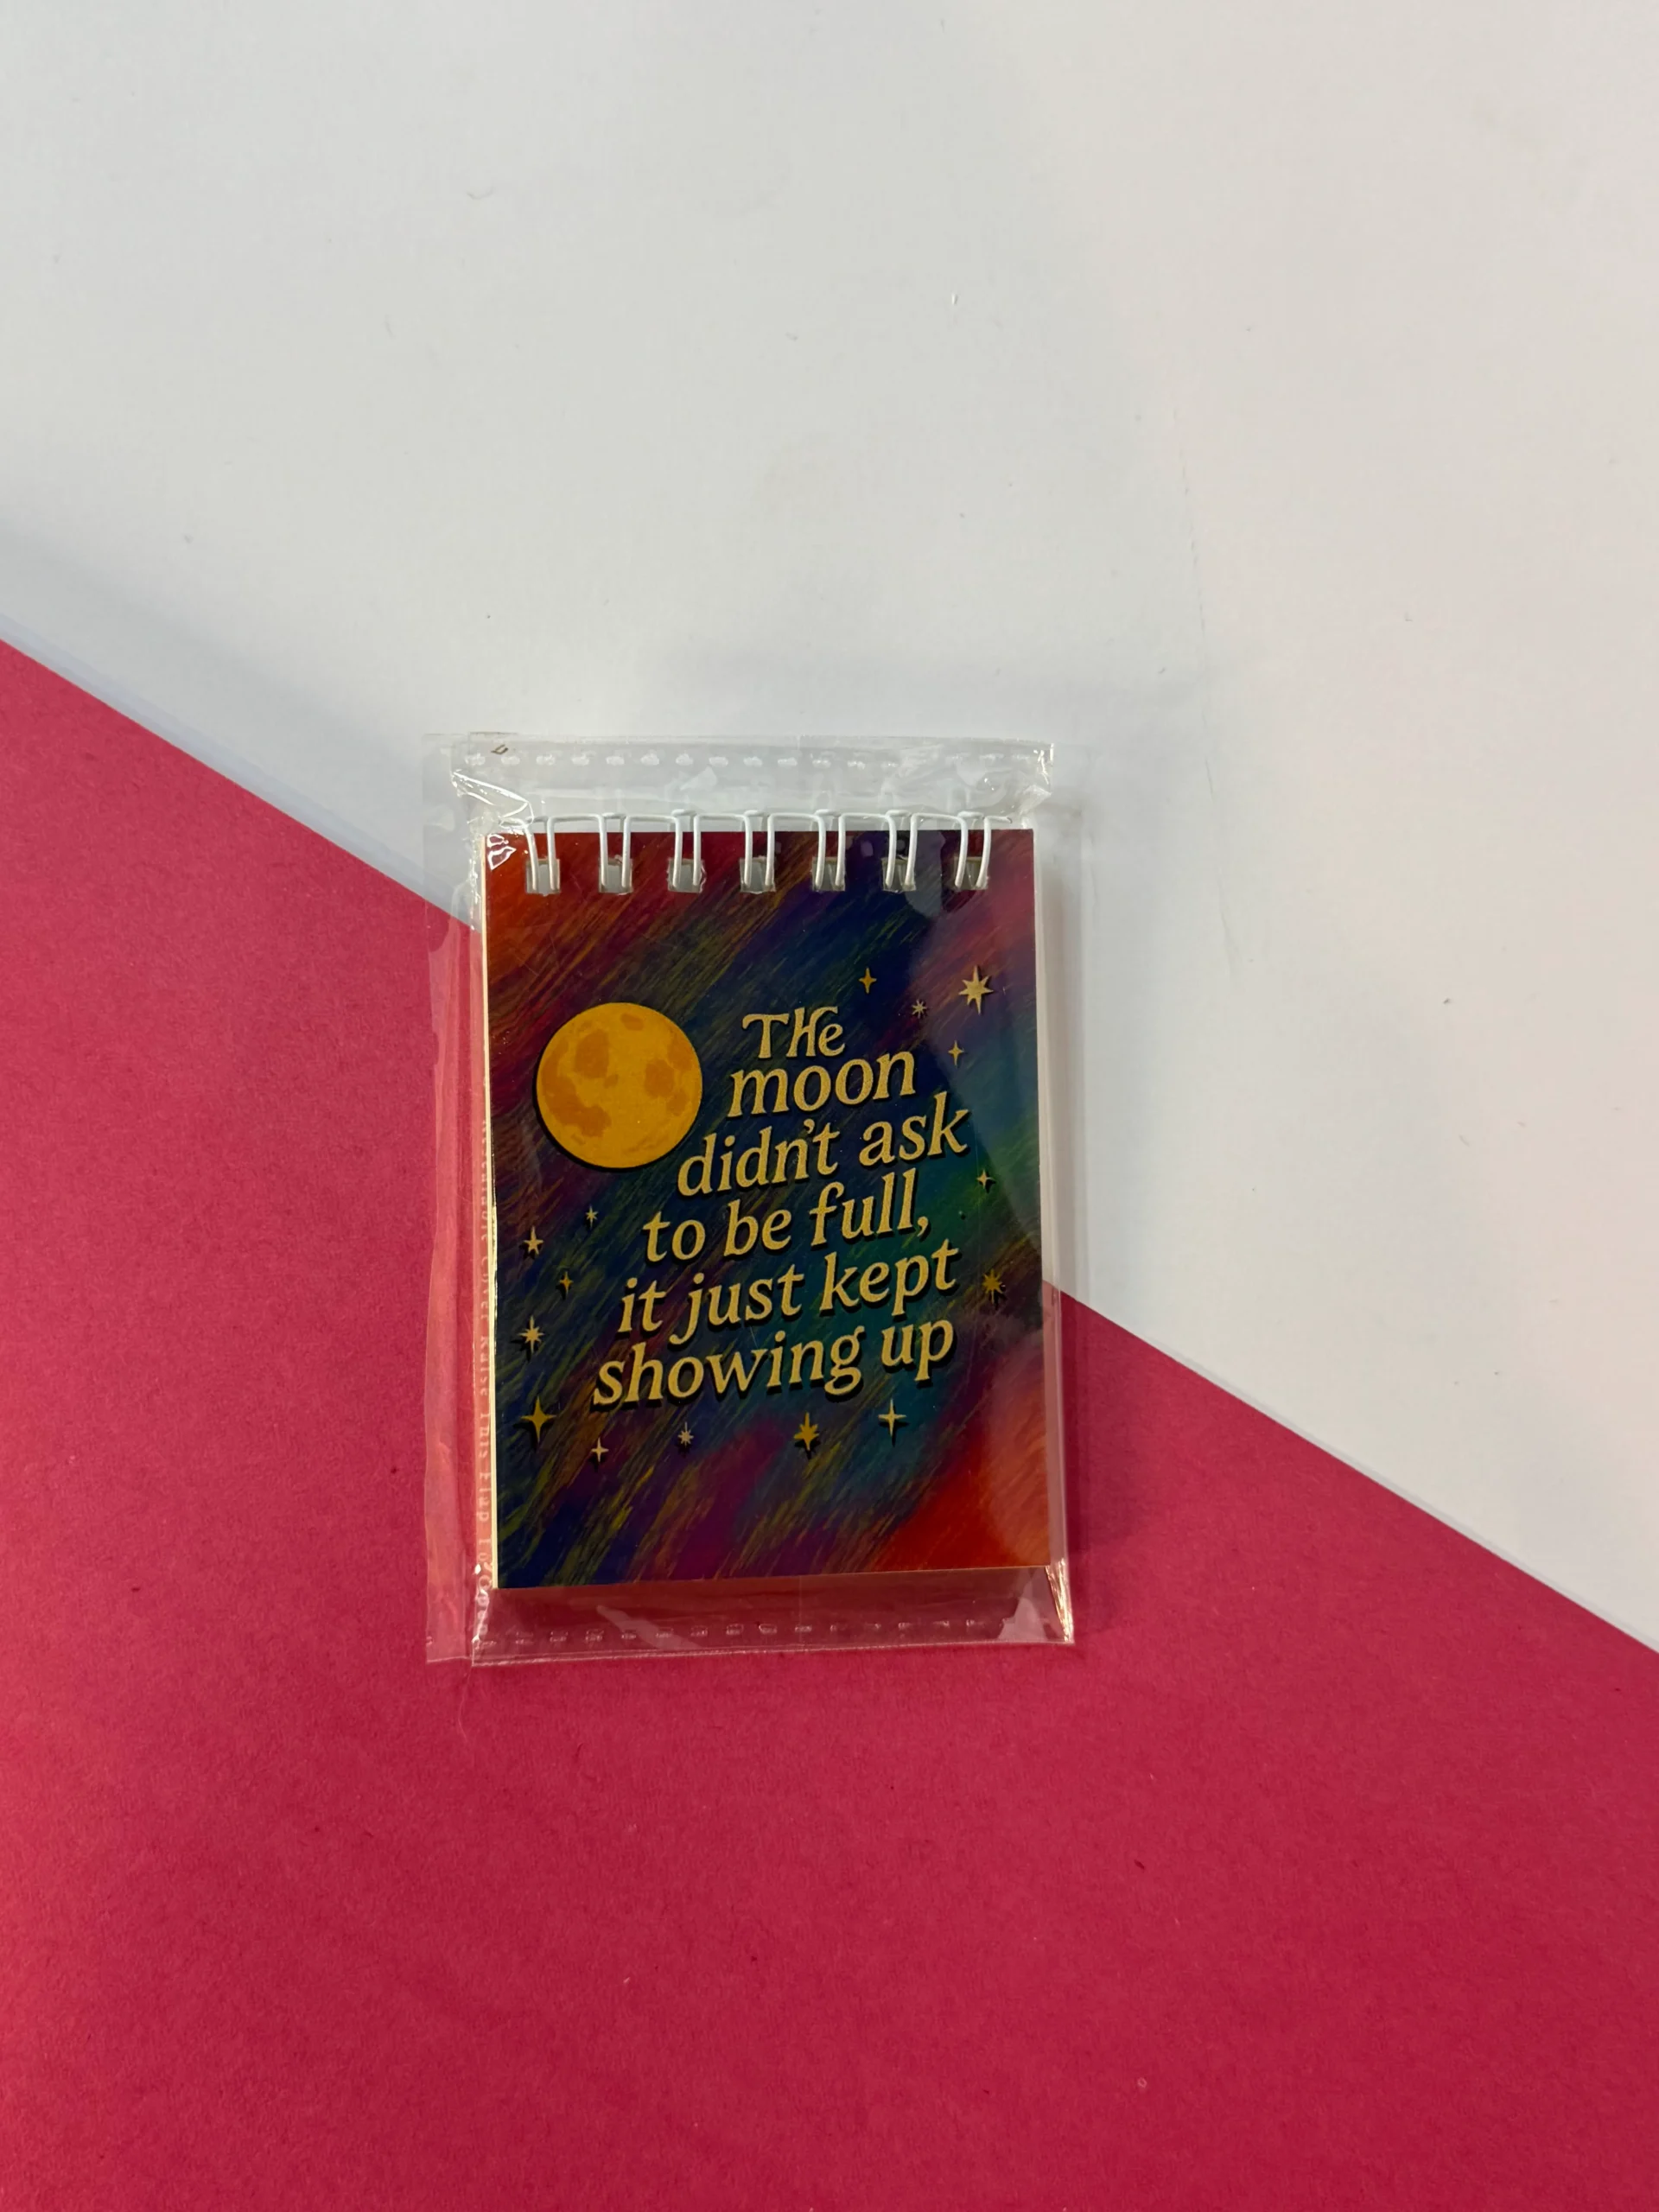 The
moon
didn't ask
to be full,
it just kept
showing up